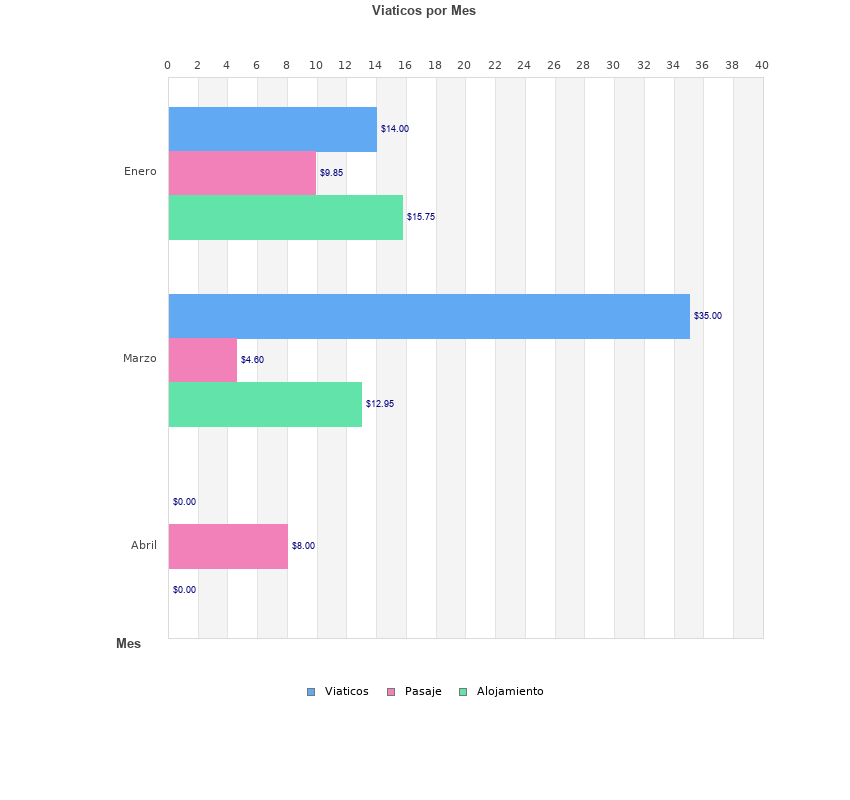 Viaticos por Mes
0 2 4 6 8 10 12 14 16 18 20 22 24 26 28 30 32 34 36 38 40
$14.00
Enero $9.85
$15.75
$35.00
Marzo $4.60
$12.95
$0.00
Abril $8.00
$0.00
Mes
Viaticos Pasaje Alojamiento